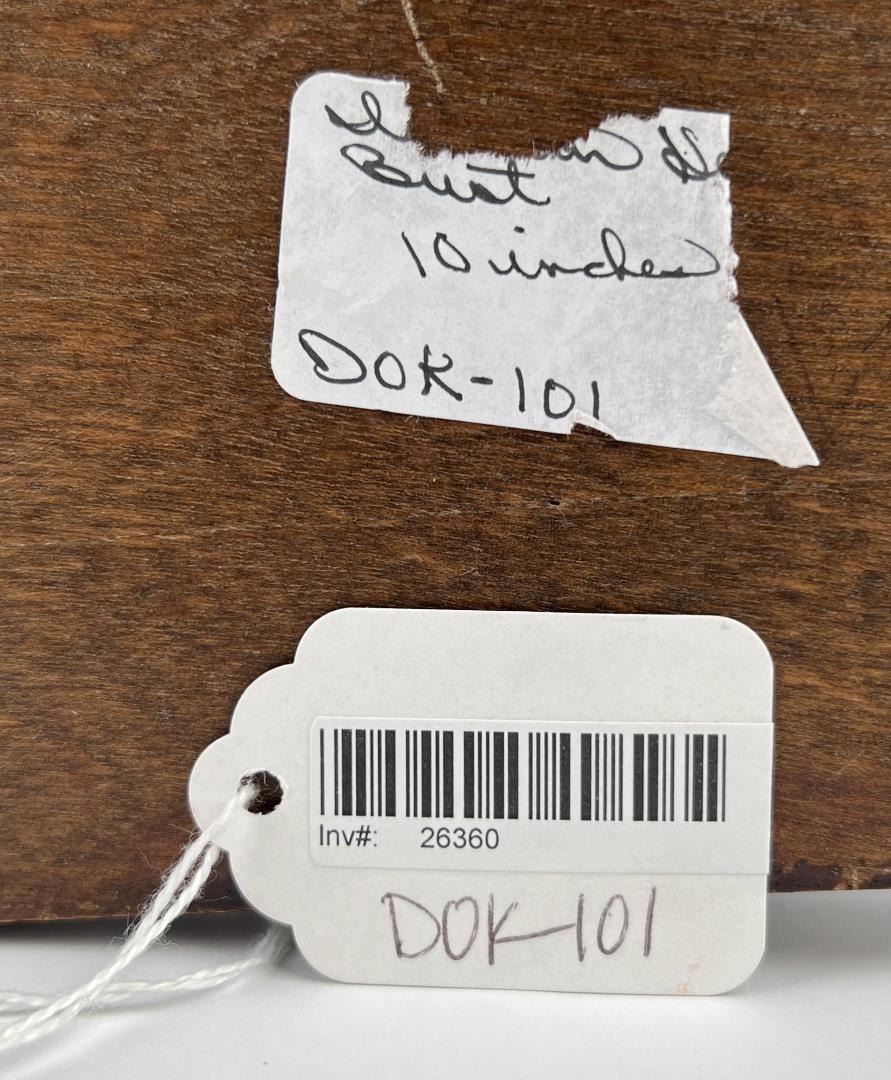 Bust
10 inches
DOK-101
Inv#: 26360
DOK-101